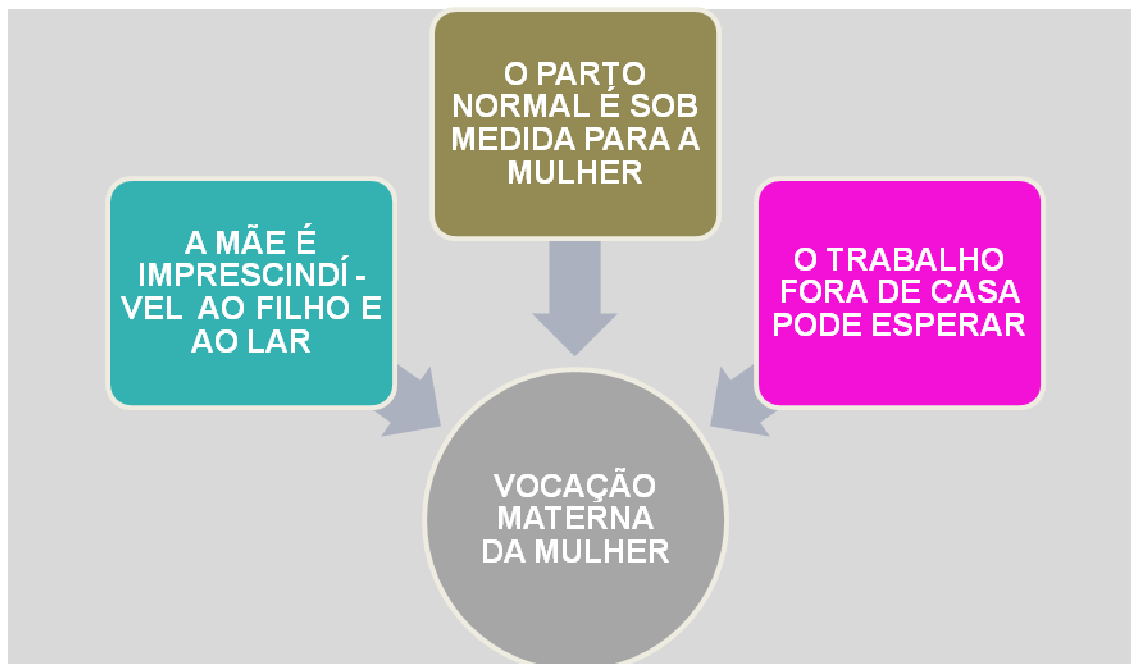 O PARTO
NORMAL É SOB
MEDIDA PARA A
MULHER
A MÃE É
IMPRESCINDÍ -
VEL AO FILHO E
AO LAR
O TRABALHO
FORA DE CASA
PODE ESPERAR
VOCAÇÃO
MATERNA
DA MULHER